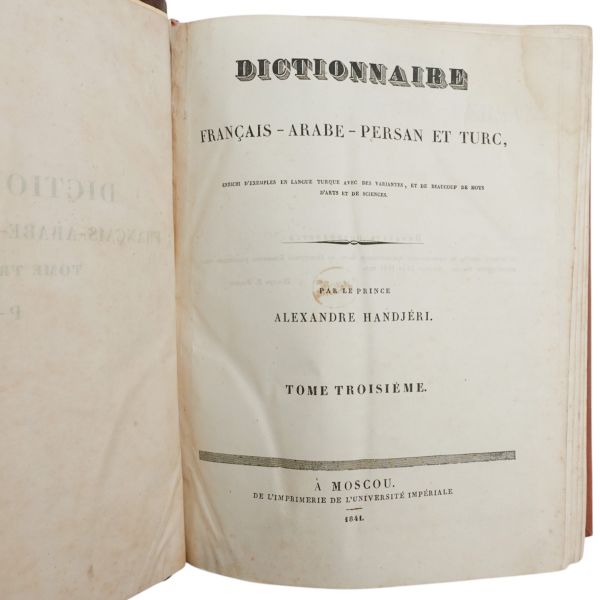 DICTIONNAIRE
FRANÇAIS-ARABE-PERSAN ET TURC,
ENRICHI D'EXEMPLES EN LANGUE TURQUE AVEC DES VARIANTES, ET DE BEAUCOUP DE MOTS
D'ARTS ET DE SCIENCES.
PAR LE PRINCE
ALEXANDRE HANDJÉRI.
TOME TROISIÉME.
À MOSCOU.
DE L'IMPRIMERIE DE L'UNIVERSITÉ IMPÉRIALE
1841.